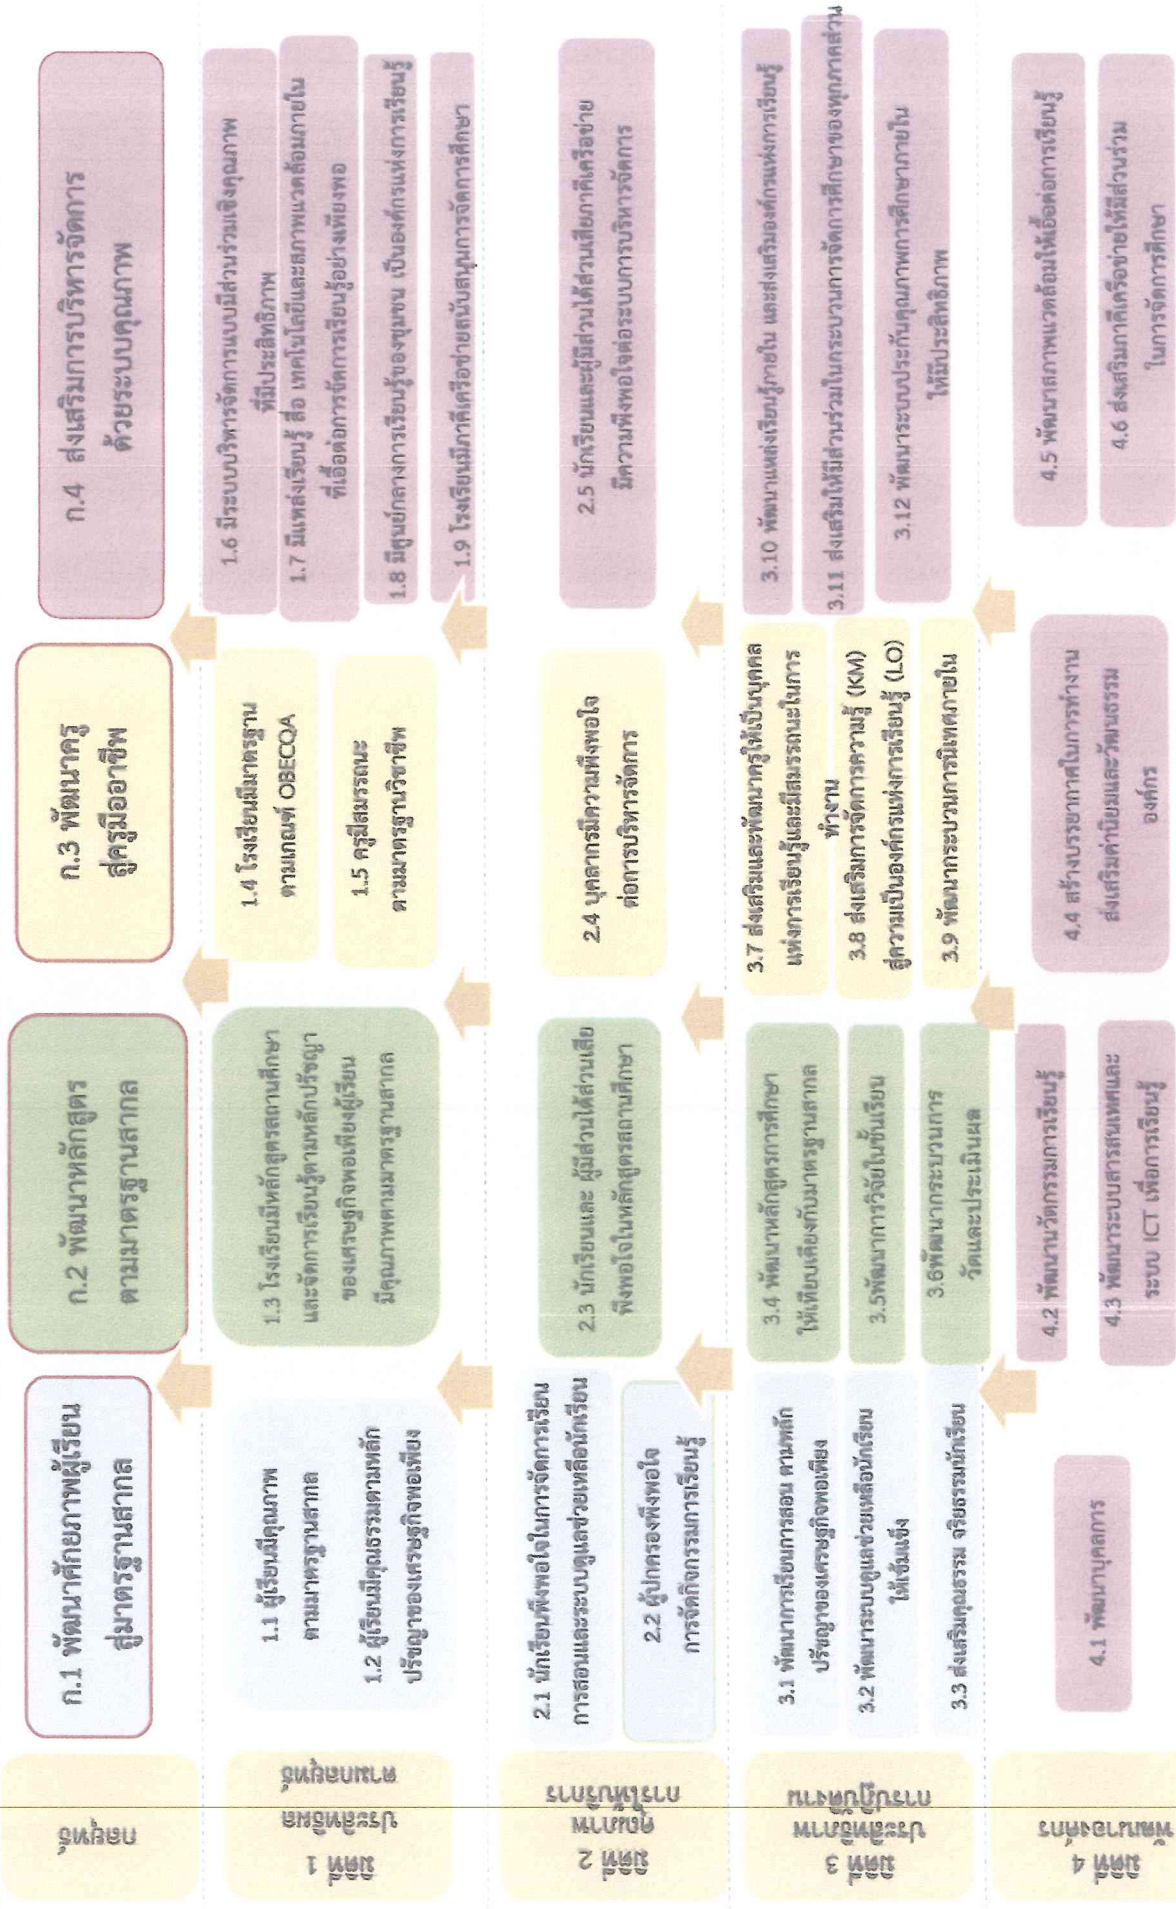 กลยุทธ์
ก.1 พัฒนาศักยภาพผู้เรียน
สู่มาตรฐานสากล
ก.2 พัฒนาหลักสูตร
ตามมาตรฐานสากล
ก.3 พัฒนาครู
สู่ครูมืออาชีพ
ก.4 ส่งเสริมการบริหารจัดการ
ด้วยระบบคุณภาพ
มิติที่ 1
ประสิทธิผล
ตามกลยุทธ์
1.1 ผู้เรียนมีคุณภาพ
ตามมาตรฐานสากล
1.2 ผู้เรียนมีคุณธรรมตามหลัก
ปรัชญาของเศรษฐกิจพอเพียง
1.3 โรงเรียนมีหลักสูตรสถานศึกษา
และจัดการเรียนรู้ตามหลักปรัชญา
ของเศรษฐกิจพอเพียงผู้เรียน
มีคุณภาพตามมาตรฐานสากล
1.4 โรงเรียนมีมาตรฐาน
ตามเกณฑ์ OBECQA
1.5 ครูมีสมรรถนะ
ตามมาตรฐานวิชาชีพ
1.6 มีระบบบริหารจัดการแบบมีส่วนร่วมเชิงคุณภาพ
ที่มีประสิทธิภาพ
1.7 มีแหล่งเรียนรู้ สื่อ เทคโนโลยีและสภาพแวดล้อมภายใน
ที่เอื้อต่อการจัดการเรียนรู้อย่างเพียงพอ
1.8 มีศูนย์กลางการเรียนรู้ของชุมชน เป็นองค์กรแห่งการเรียนรู้
1.9 โรงเรียนมีภาคีเครือข่ายสนับสนุนการจัดการศึกษา
มิติที่ 2
คุณภาพ
การให้บริการ
2.1 นักเรียนพึงพอใจในการจัดการเรียน
การสอนและระบบดูแลช่วยเหลือนักเรียน
2.2 ผู้ปกครองพึงพอใจ
การจัดกิจกรรมการเรียนรู้
2.3 นักเรียนและ ผู้มีส่วนได้ส่วนเสีย
พึงพอใจในหลักสูตรสถานศึกษา
2.4 บุคลากรมีความพึงพอใจ
ต่อการบริหารจัดการ
2.5 นักเรียนและผู้มีส่วนได้ส่วนเสียภาคีเครือข่าย
มีความพึงพอใจต่อระบบการบริหารจัดการ
มิติที่ 3
ประสิทธิภาพ
การปฏิบัติงาน
3.1 พัฒนาการเรียนการสอน ตามหลัก
ปรัชญาของเศรษฐกิจพอเพียง
3.2 พัฒนาระบบดูแลช่วยเหลือนักเรียน
ให้เข้มแข็ง
3.3 ส่งเสริมคุณธรรม จริยธรรมนักเรียน
3.4 พัฒนาหลักสูตรการศึกษา
ให้เทียบเคียงกับมาตรฐานสากล
3.5พัฒนาการวิจัยในชั้นเรียน
3.6พัฒนากระบวนการ
วัดและประเมินผล
3.7 ส่งเสริมและพัฒนาครูให้เป็นบุคคล
แห่งการเรียนรู้และมีสมรรถนะในการ
ทำงาน
3.8 ส่งเสริมการจัดการความรู้ (KM)
สู่ความเป็นองค์กรแห่งการเรียนรู้ (LO)
3.9 พัฒนากระบวนการนิเทศภายใน
3.10 พัฒนาแหล่งเรียนรู้ภายใน และส่งเสริมองค์กรแห่งการเรียนรู้
3.11 ส่งเสริมให้มีส่วนร่วมในกระบวนการจัดการศึกษาของทุกภาคส่วน
3.12 พัฒนาระบบประกันคุณภาพการศึกษาภายใน
ให้มีประสิทธิภาพ
มิติที่ 4
พัฒนาองค์กร
4.1 พัฒนาบุคลการ
4.2 พัฒนานวัตกรรมการเรียนรู้
4.3 พัฒนาระบบสารสนเทศและ
ระบบ ICT เพื่อการเรียนรู้
4.4 สร้างบรรยากาศในการทำงาน
ส่งเสริมค่านิยมและวัฒนธรรม
องค์กร
4.5 พัฒนาสภาพแวดล้อมให้เอื้อต่อการเรียนรู้
4.6 ส่งเสริมภาคีเครือข่ายให้มีส่วนร่วม
ในการจัดการศึกษา